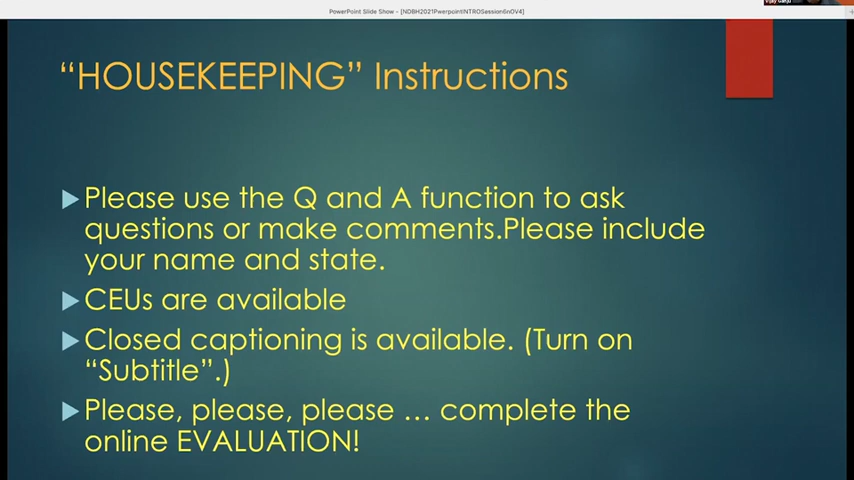 PowerPoint Slide Show - [NDBH2021PwerpointINTROSession6nOV4]
“HOUSEKEEPING” Instructions
Please use the Q and A function to ask
questions or make comments.Please include
your name and state.
CEUs are available
Closed captioning is available. (Turn on
“Subtitle”.)
Please, please, please … complete the
online EVALUATION!